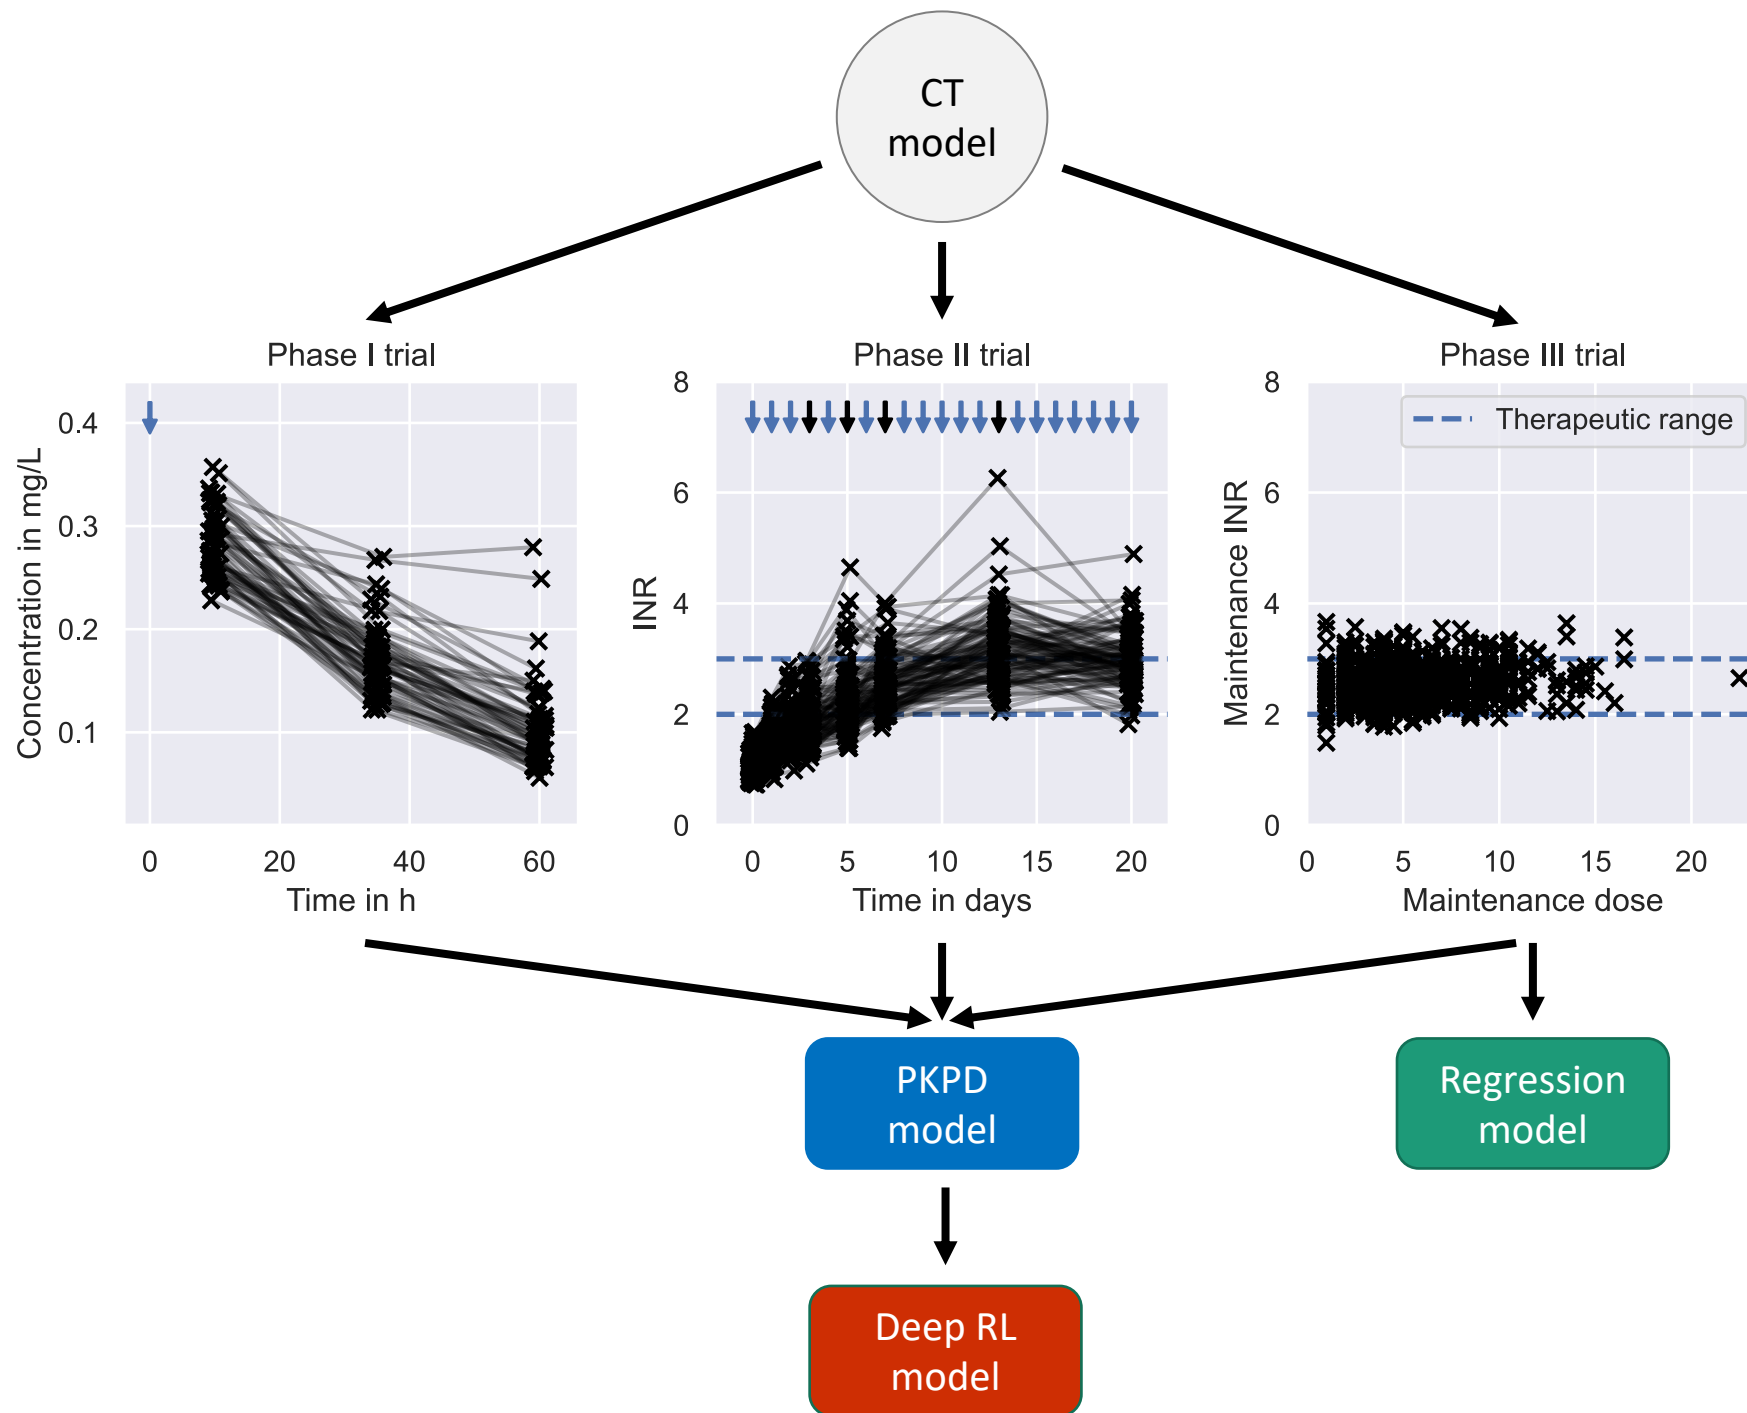 CT
model
Phase I trial
Phase II trial
Phase III trial
Concentration in mg/L
0.4
0.3
0.2
0.1
0
20
40
60
Time in h
INR
8
6
4
2
0
0
5
10
15
20
Time in days
Maintenance INR
8
6
4
2
0
Therapeutic range
0
5
10
15
20
Maintenance dose
PKPD
model
Regression
model
Deep RL
model